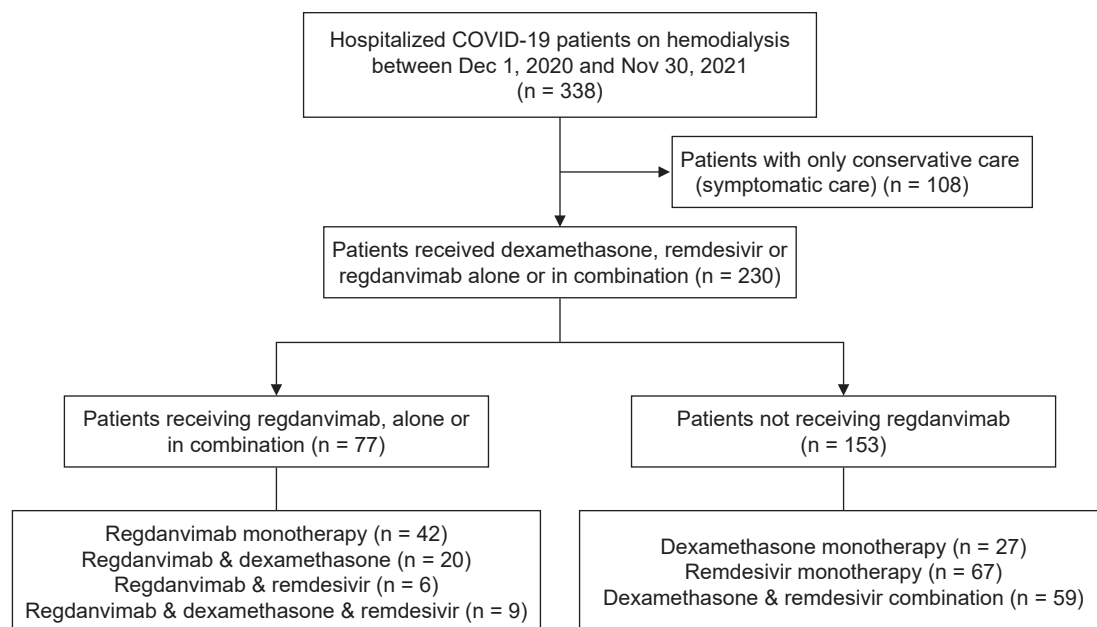 Hospitalized COVID-19 patients on hemodialysis
between Dec 1, 2020 and Nov 30, 2021
(n = 338)
Patients with only conservative care
(symptomatic care) (n = 108)
Patients received dexamethasone, remdesivir or
regdanvimab alone or in combination (n = 230)
Patients receiving regdanvimab, alone or
in combination (n = 77)
Patients not receiving regdanvimab
(n = 153)
Regdanvimab monotherapy (n = 42)
Regdanvimab & dexamethasone (n = 20)
Regdanvimab & remdesivir (n = 6)
Regdanvimab & dexamethasone & remdesivir (n = 9)
Dexamethasone monotherapy (n = 27)
Remdesivir monotherapy (n = 67)
Dexamethasone & remdesivir combination (n = 59)